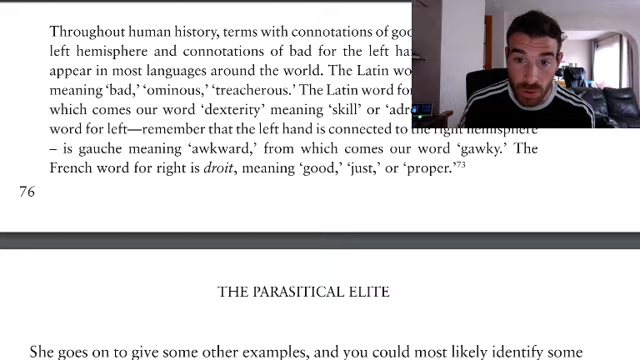 Throughout human history, terms with connotations of goo
left hemisphere and connotations of bad for the left ha
appear in most languages around the world. The Latin wo
meaning ‘bad,’ ‘ominous,’ ‘treacherous.’ The Latin word fo
which comes our word ‘dexterity’ meaning ‘skill’ or ‘adr
word for left—remember that the left hand is connected to the right hemisphere
– is gauche meaning ‘awkward,’ from which comes our word ‘gawky.’ The
French word for right is droit, meaning ‘good,’ ‘just,’ or ‘proper.’73
76
THE PARASITICAL ELITE
She goes on to give some other examples, and you could most likely identify some